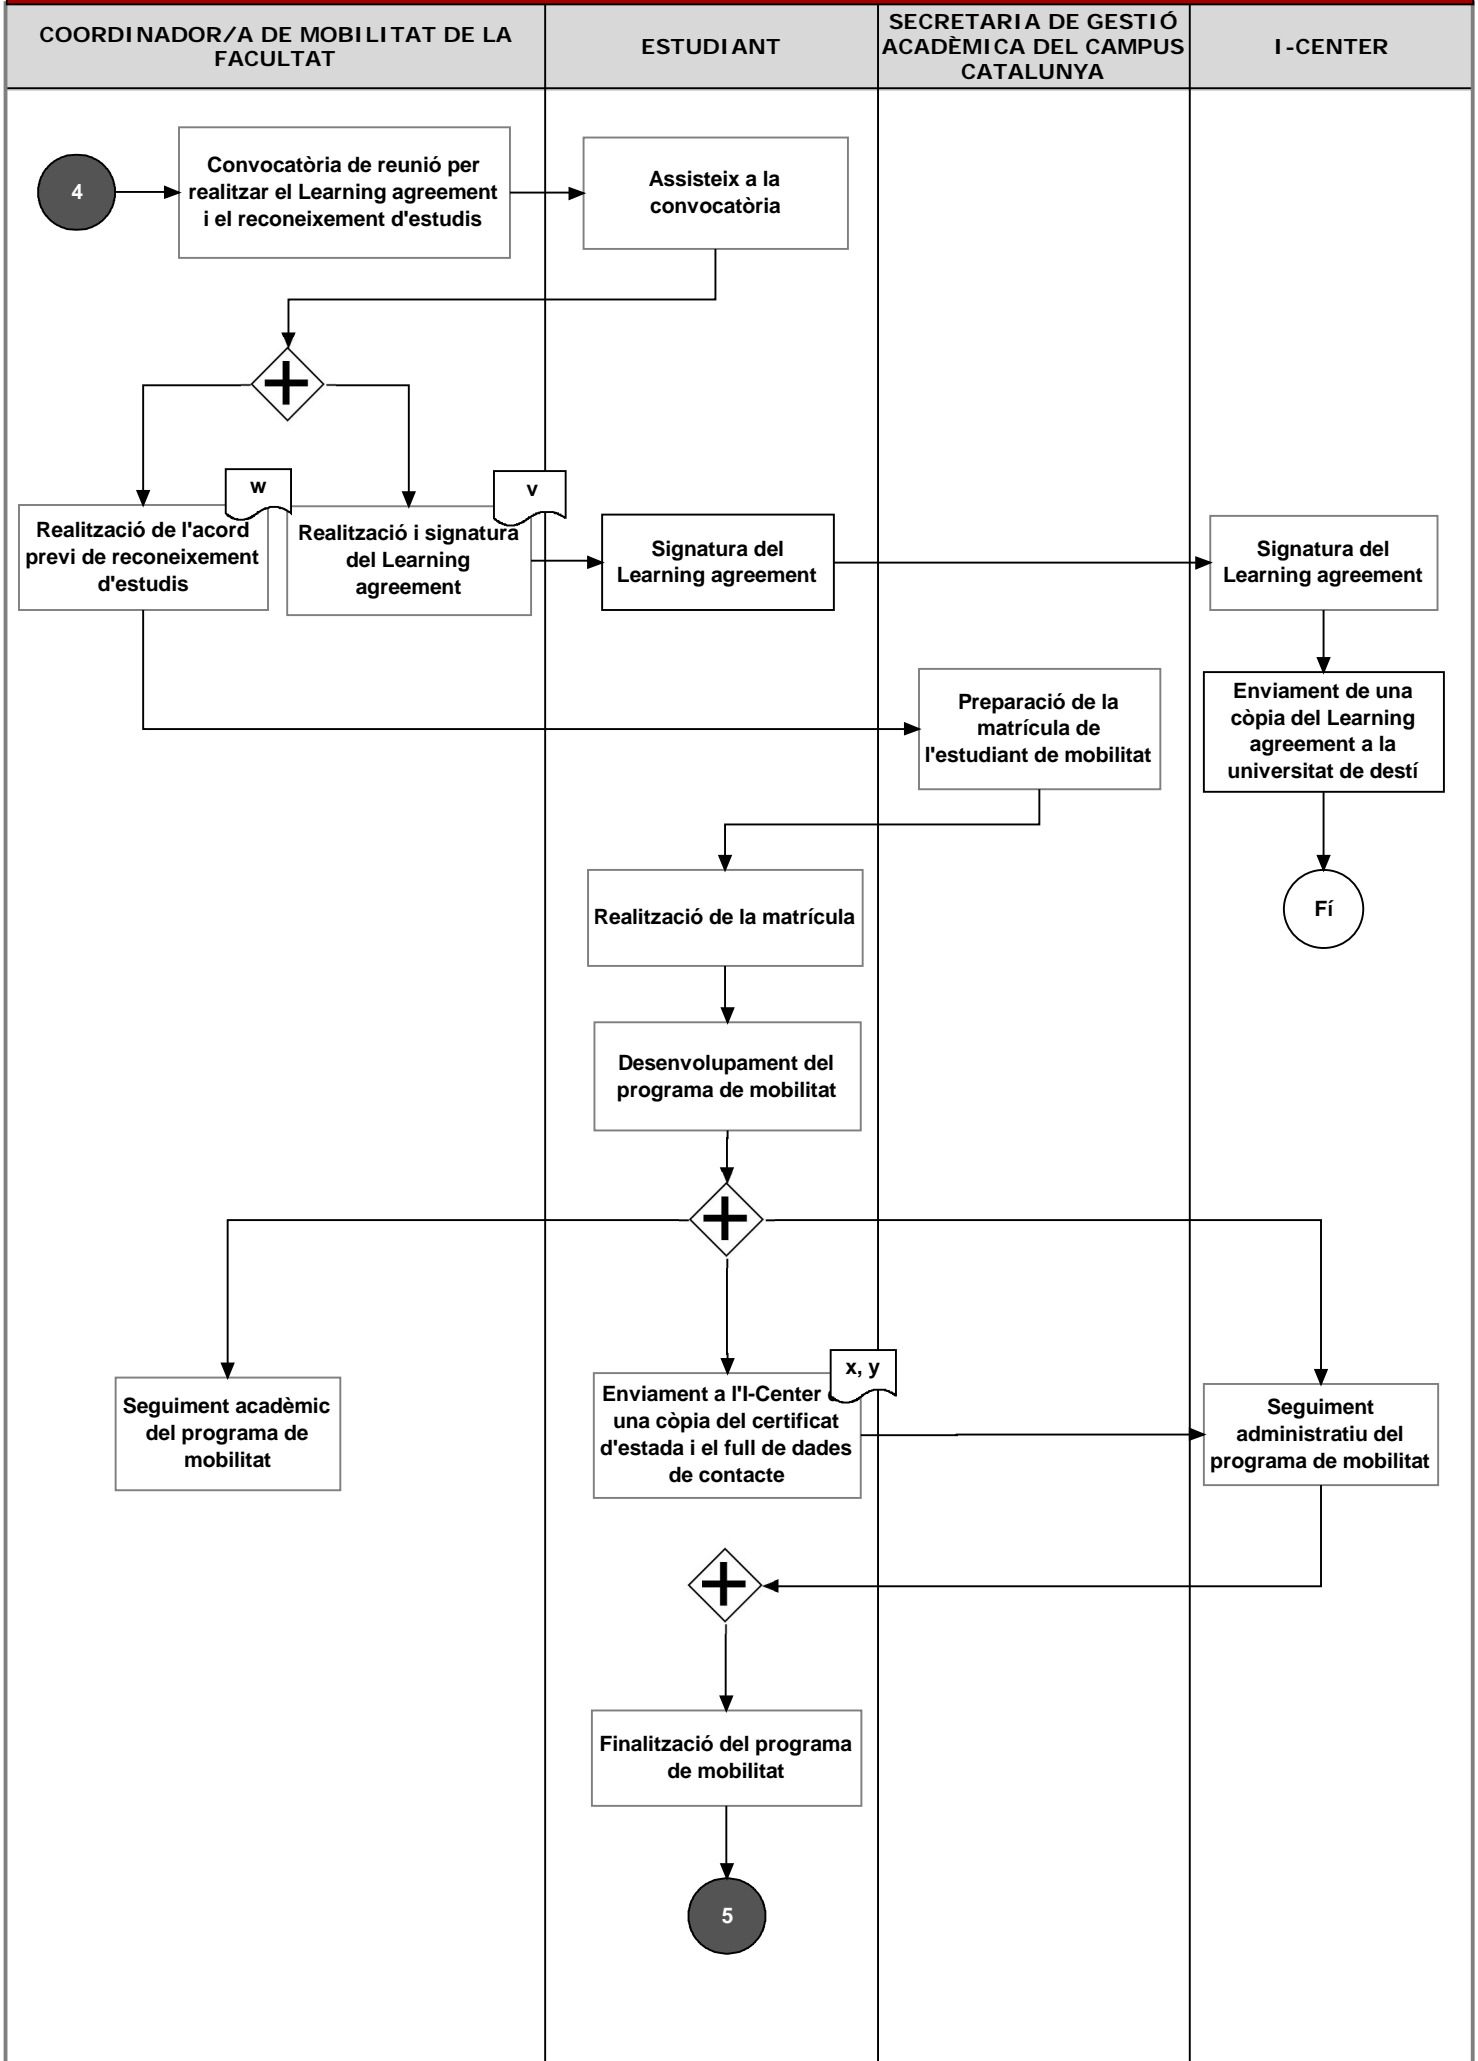 COORDINADOR/A DE MOBILITAT DE LA
FACULTAT
ESTUDIANT
SECRETARIA DE GESTIÓ
ACADÈMICA DEL CAMPUS
CATALUNYA
I-CENTER
4
Convocatòria de reunió per
realitzar el Learning agreement
i el reconeixement d'estudis
Assisteix a la
convocatòria
w
v
Realització de l'acord
previ de reconeixement
d'estudis
Realització i signatura
del Learning
agreement
Signatura del
Learning agreement
Signatura del
Learning agreement
Preparació de la
matrícula de
l'estudiant de mobilitat
Enviament de una
còpia del Learning
agreement a la
universitat de destí
Realització de la matrícula
Fí
Desenvolupament del
programa de mobilitat
x, y
Seguiment acadèmic
del programa de
mobilitat
Enviament a l'I-Center
una còpia del certificat
d'estada i el full de dades
de contacte
Seguiment
administratiu del
programa de mobilitat
Finalització del programa
de mobilitat
5